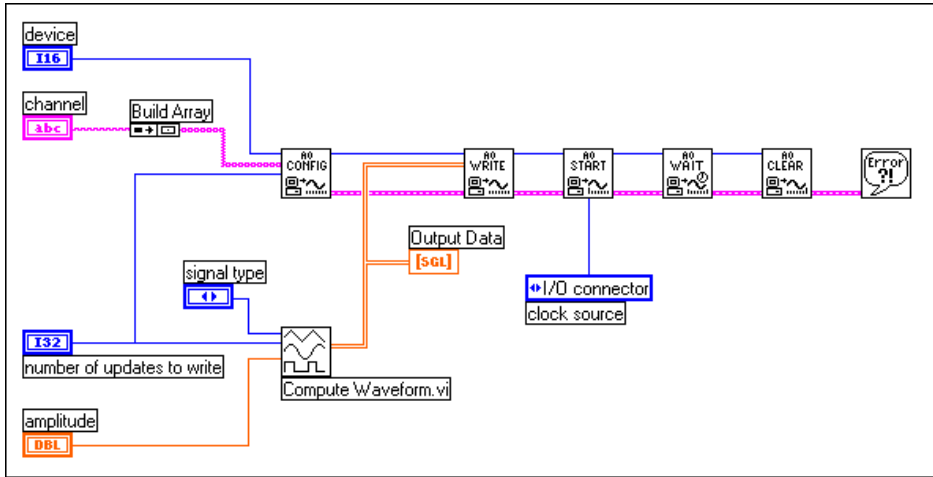 device
I16
channel
abc
Build Array
AO
CONFIG
AO
WRITE
AO
START
AO
WAIT
AO
CLEAR
Error
?!
Output Data
[SGL]
signal type
I/O connector
clock source
I32
number of updates to write
Compute Waveform.vi
amplitude
DBL